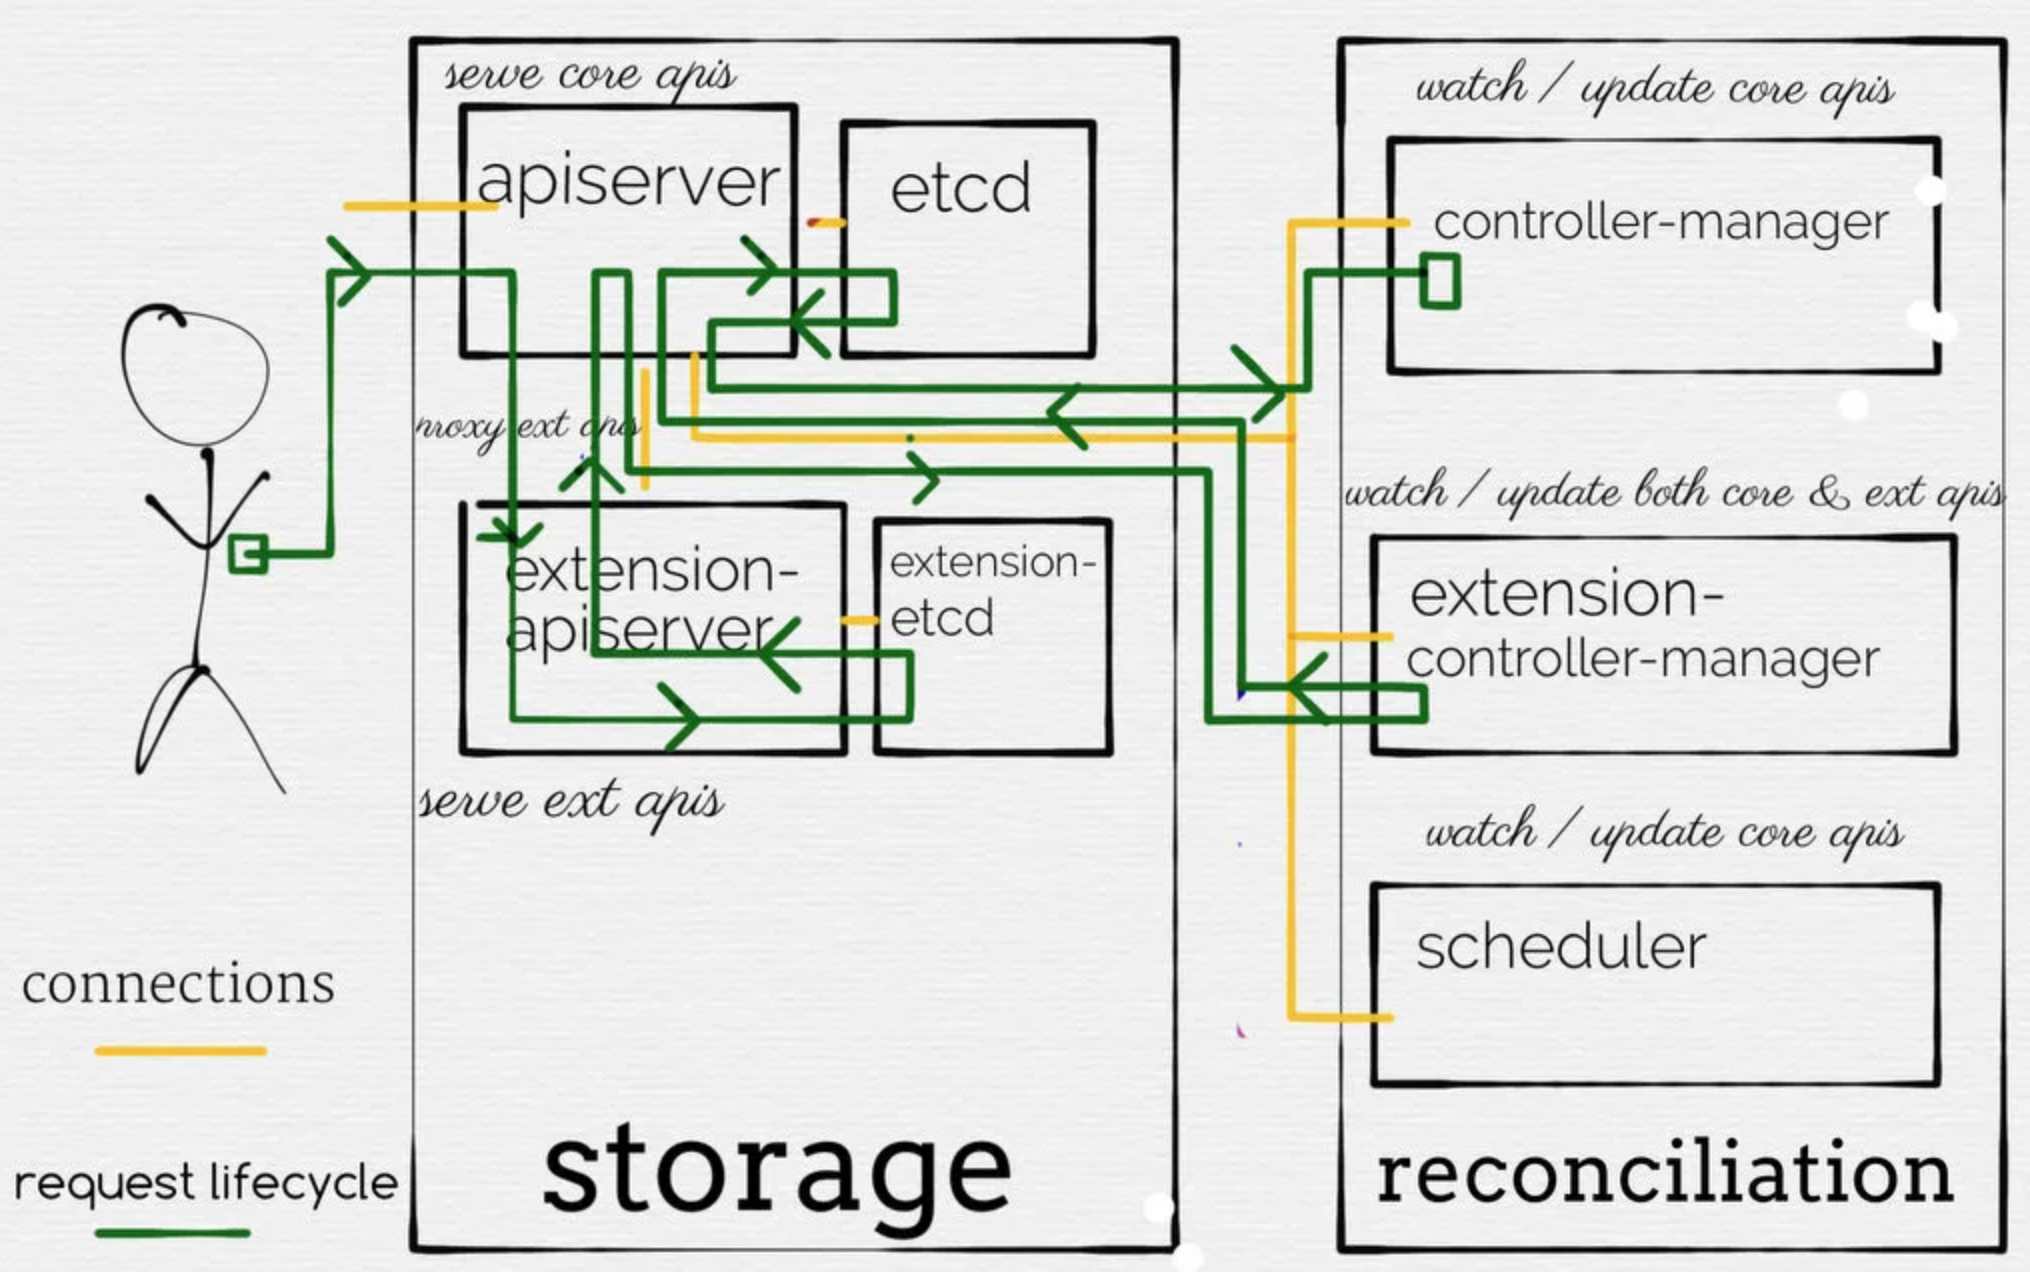 serve core apis
apiserver
etcd
proxy ext apis
extension-
apiserver
extension-
etcd
serve ext apis
storage
watch / update core apis
controller-manager
watch / update both core & ext apis
extension-
controller-manager
watch / update core apis
scheduler
reconciliation
connections
request lifecycle